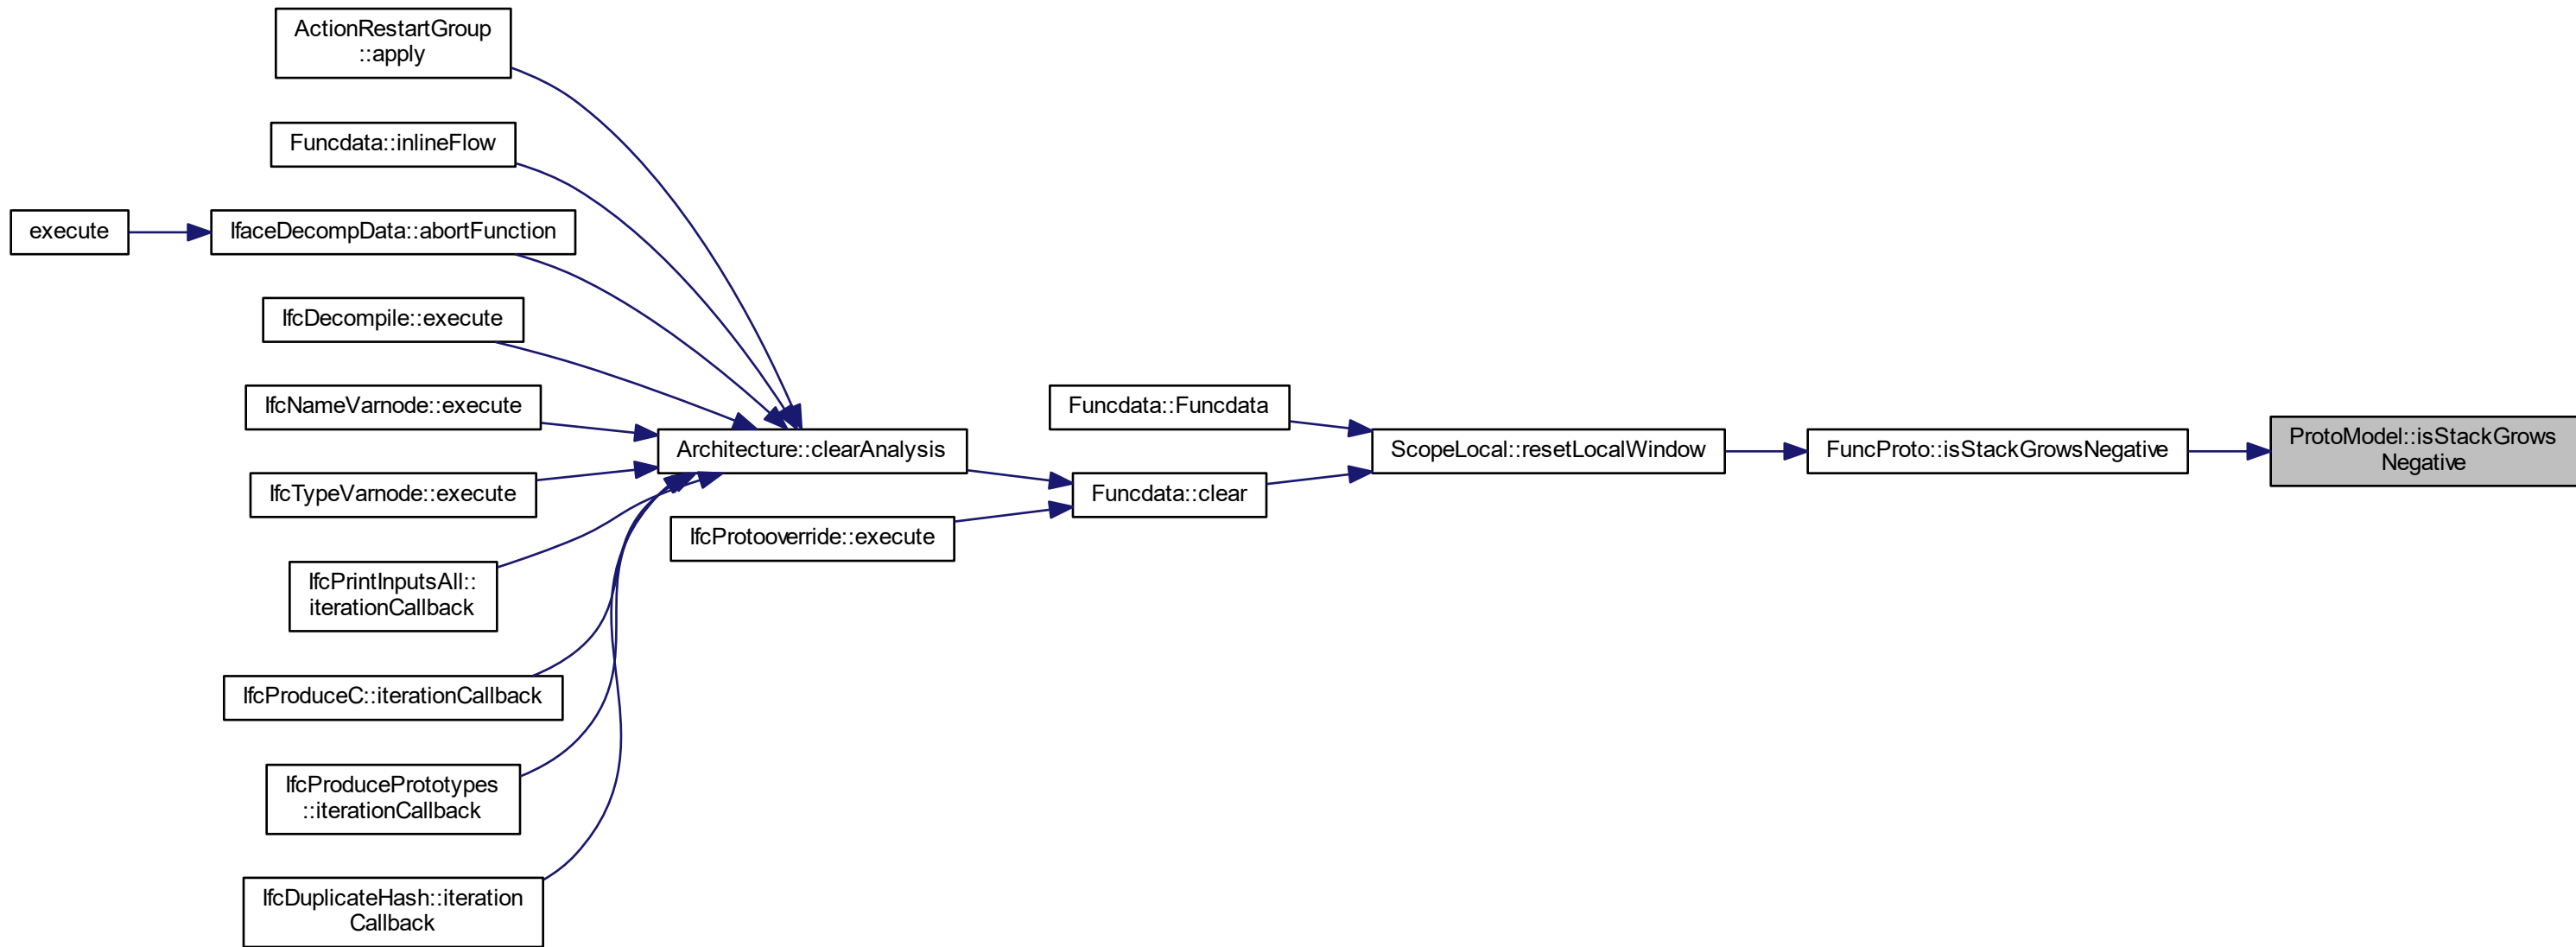 ActionRestartGroup
::apply
Funcdata::inlineFlow
execute
IfaceDecompData::abortFunction
IfcDecompile::execute
IfcNameVarnode::execute
IfcTypeVarnode::execute
IfcPrintInputsAll::
iterationCallback
IfcProduceC::iterationCallback
IfcProducePrototypes
::iterationCallback
IfcDuplicateHash::iteration
Callback
Architecture::clearAnalysis
IfcProtooverride::execute
Funcdata::Funcdata
Funcdata::clear
ScopeLocal::resetLocalWindow
FuncProto::isStackGrowsNegative
ProtoModel::isStackGrows
Negative